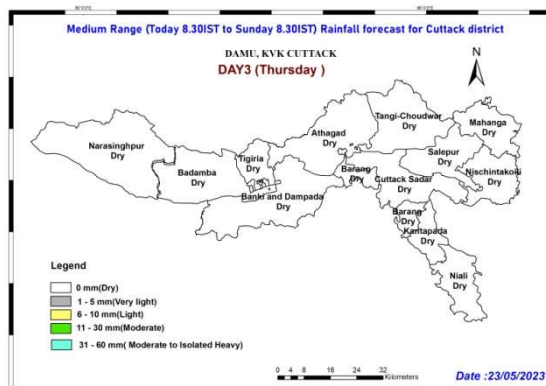 Medium Range (Today 8.30IST to Sunday 8.30IST) Rainfall forecast for Cuttack district
DAMU, KVK CUTTACK
DAY3 (Thursday )
N
Tangi-Choudwar
Dry
Mahanga
Dry
Athagad
Dry
Narasinghpur
Dry
Salepur
Dry
Tigiria
Dry
Badamba
Dry
Barang
Dry
Cuttack Sadar
Dry
Nischintakoili
Dry
Banki and Dampada
Dry
Barang
Dry
Kantapada
Dry
Niali
Dry
Legend
0 mm(Dry)
1 - 5 mm(Very light)
6 - 10 mm(Light)
11 - 30 mm(Moderate)
31 - 60 mm( Moderate to Isolated Heavy)
0 4 8 16 24 32
Kilometers
Date :23/05/2023